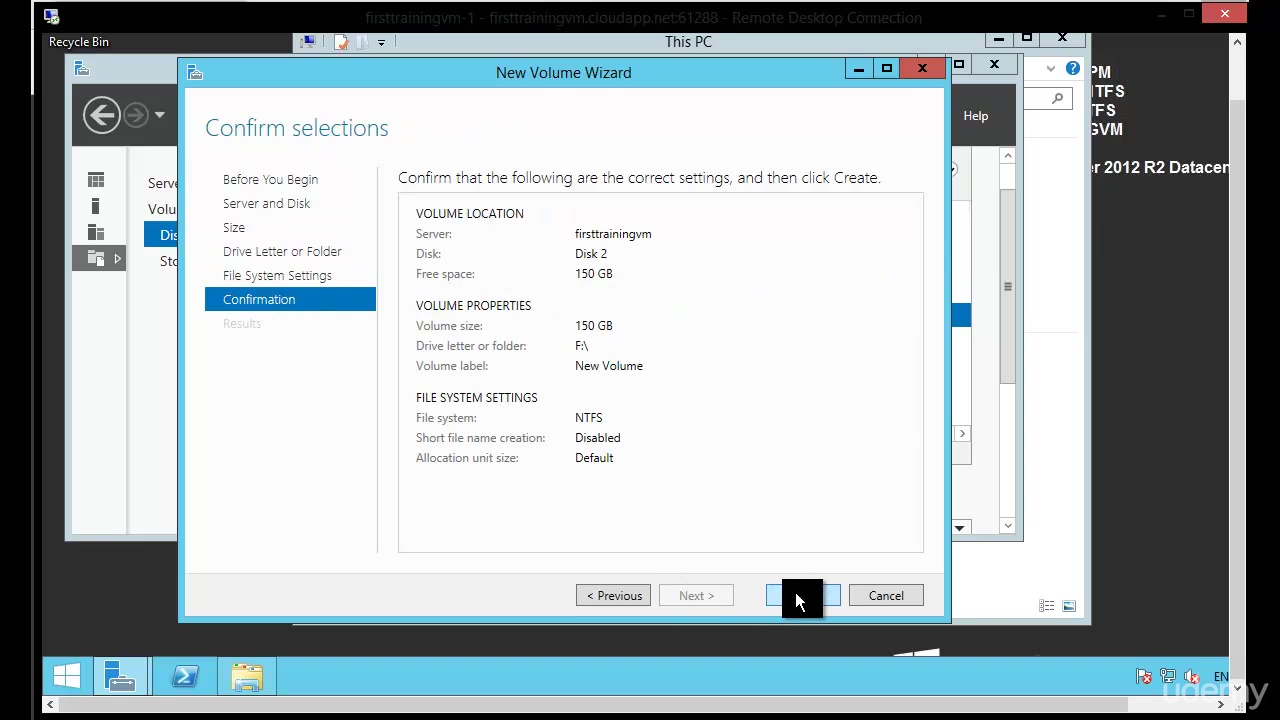 firsttrainingvm-1 - firsttrainingvm.cloudapp.net:61288 - Remote Desktop Connection
Recycle Bin
This PC
New Volume Wizard
PM
NTFS
TFS
GVM
Help
Confirm selections
er 2012 R2 Datacen
Before You Begin
Server and Disk
Size
Drive Letter or Folder
File System Settings
Confirmation
Results
Serve
Volu
Dis
Sto
Confirm that the following are the correct settings, and then click Create.
VOLUME LOCATION
Server: firsttrainingvm
Disk: Disk 2
Free space: 150 GB
VOLUME PROPERTIES
Volume size: 150 GB
Drive letter or folder: F:\
Volume label: New Volume
FILE SYSTEM SETTINGS
File system: NTFS
Short file name creation: Disabled
Allocation unit size: Default
< Previous
Next >
Cancel
EN
udemy